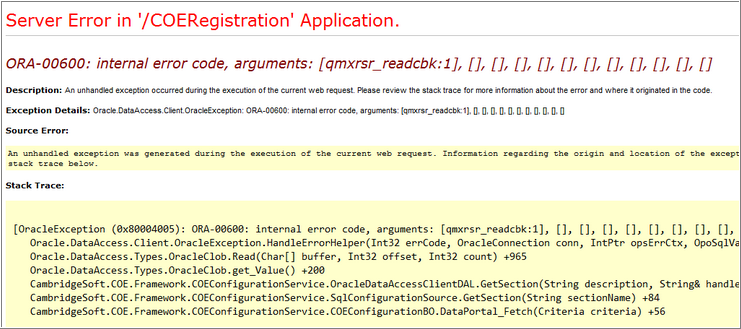 Server Error in '/COERegistration' Application.
ORA-00600: internal error code, arguments: [qmxrsr_readcbk:1], [], [], [], [], [], [], [], [], [], [], []
Description: An unhandled exception occurred during the execution of the current web request. Please review the stack trace for more information about the error and where it originated in the code.
Exception Details: Oracle.DataAccess.Client.OracleException: ORA-00600: internal error code, arguments: [qmxrsr_readcbk:1], [], [], [], [], [], [], [], [], [], [], []
Source Error:
An unhandled exception was generated during the execution of the current web request. Information regarding the origin and location of the except
stack trace below.
Stack Trace:
[OracleException (0x80004005): ORA-00600: internal error code, arguments: [qmxrsr_readcbk:1], [], [], [], [], [], [], [], [],
Oracle.DataAccess.Client.OracleException.HandleErrorHelper(Int32 errCode, OracleConnection conn, IntPtr opsErrCtx, OpoSqlVa
Oracle.DataAccess.Types.OracleClob.Read(Char[] buffer, Int32 offset, Int32 count) +965
Oracle.DataAccess.Types.OracleClob.get_Value() +200
CambridgeSoft.COE.Framework.COEConfigurationService.OracleDataAccessClientDAL.GetSection(String description, String& handle
CambridgeSoft.COE.Framework.COEConfigurationService.SqlConfigurationSource.GetSection(String sectionName) +84
CambridgeSoft.COE.Framework.COEConfigurationService.COEConfigurationBO.DataPortal_Fetch(Criteria criteria) +56